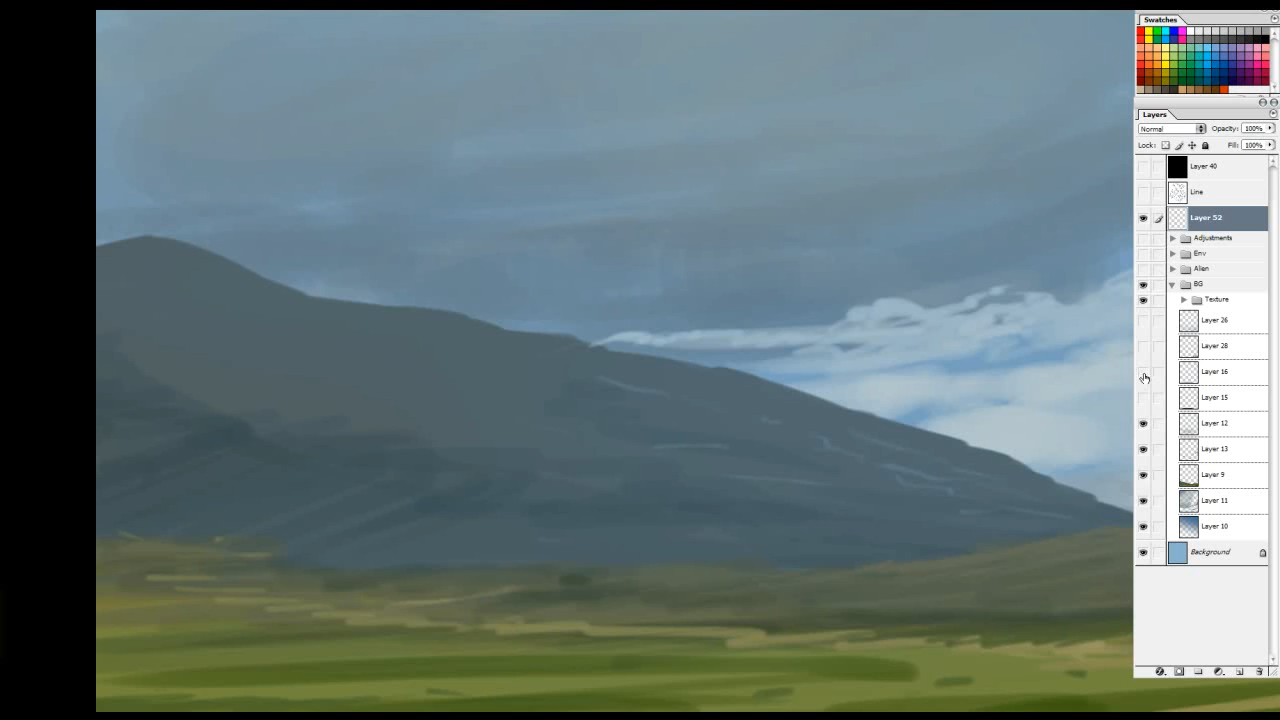 Swatches
Layers
Normal Opacity: 100%
Lock: Fill: 100%
Layer 40
Line
Layer 52
Adjustments
Env
Alien
BG
Texture
Layer 26
Layer 28
Layer 16
Layer 15
Layer 12
Layer 13
Layer 9
Layer 11
Layer 10
Background